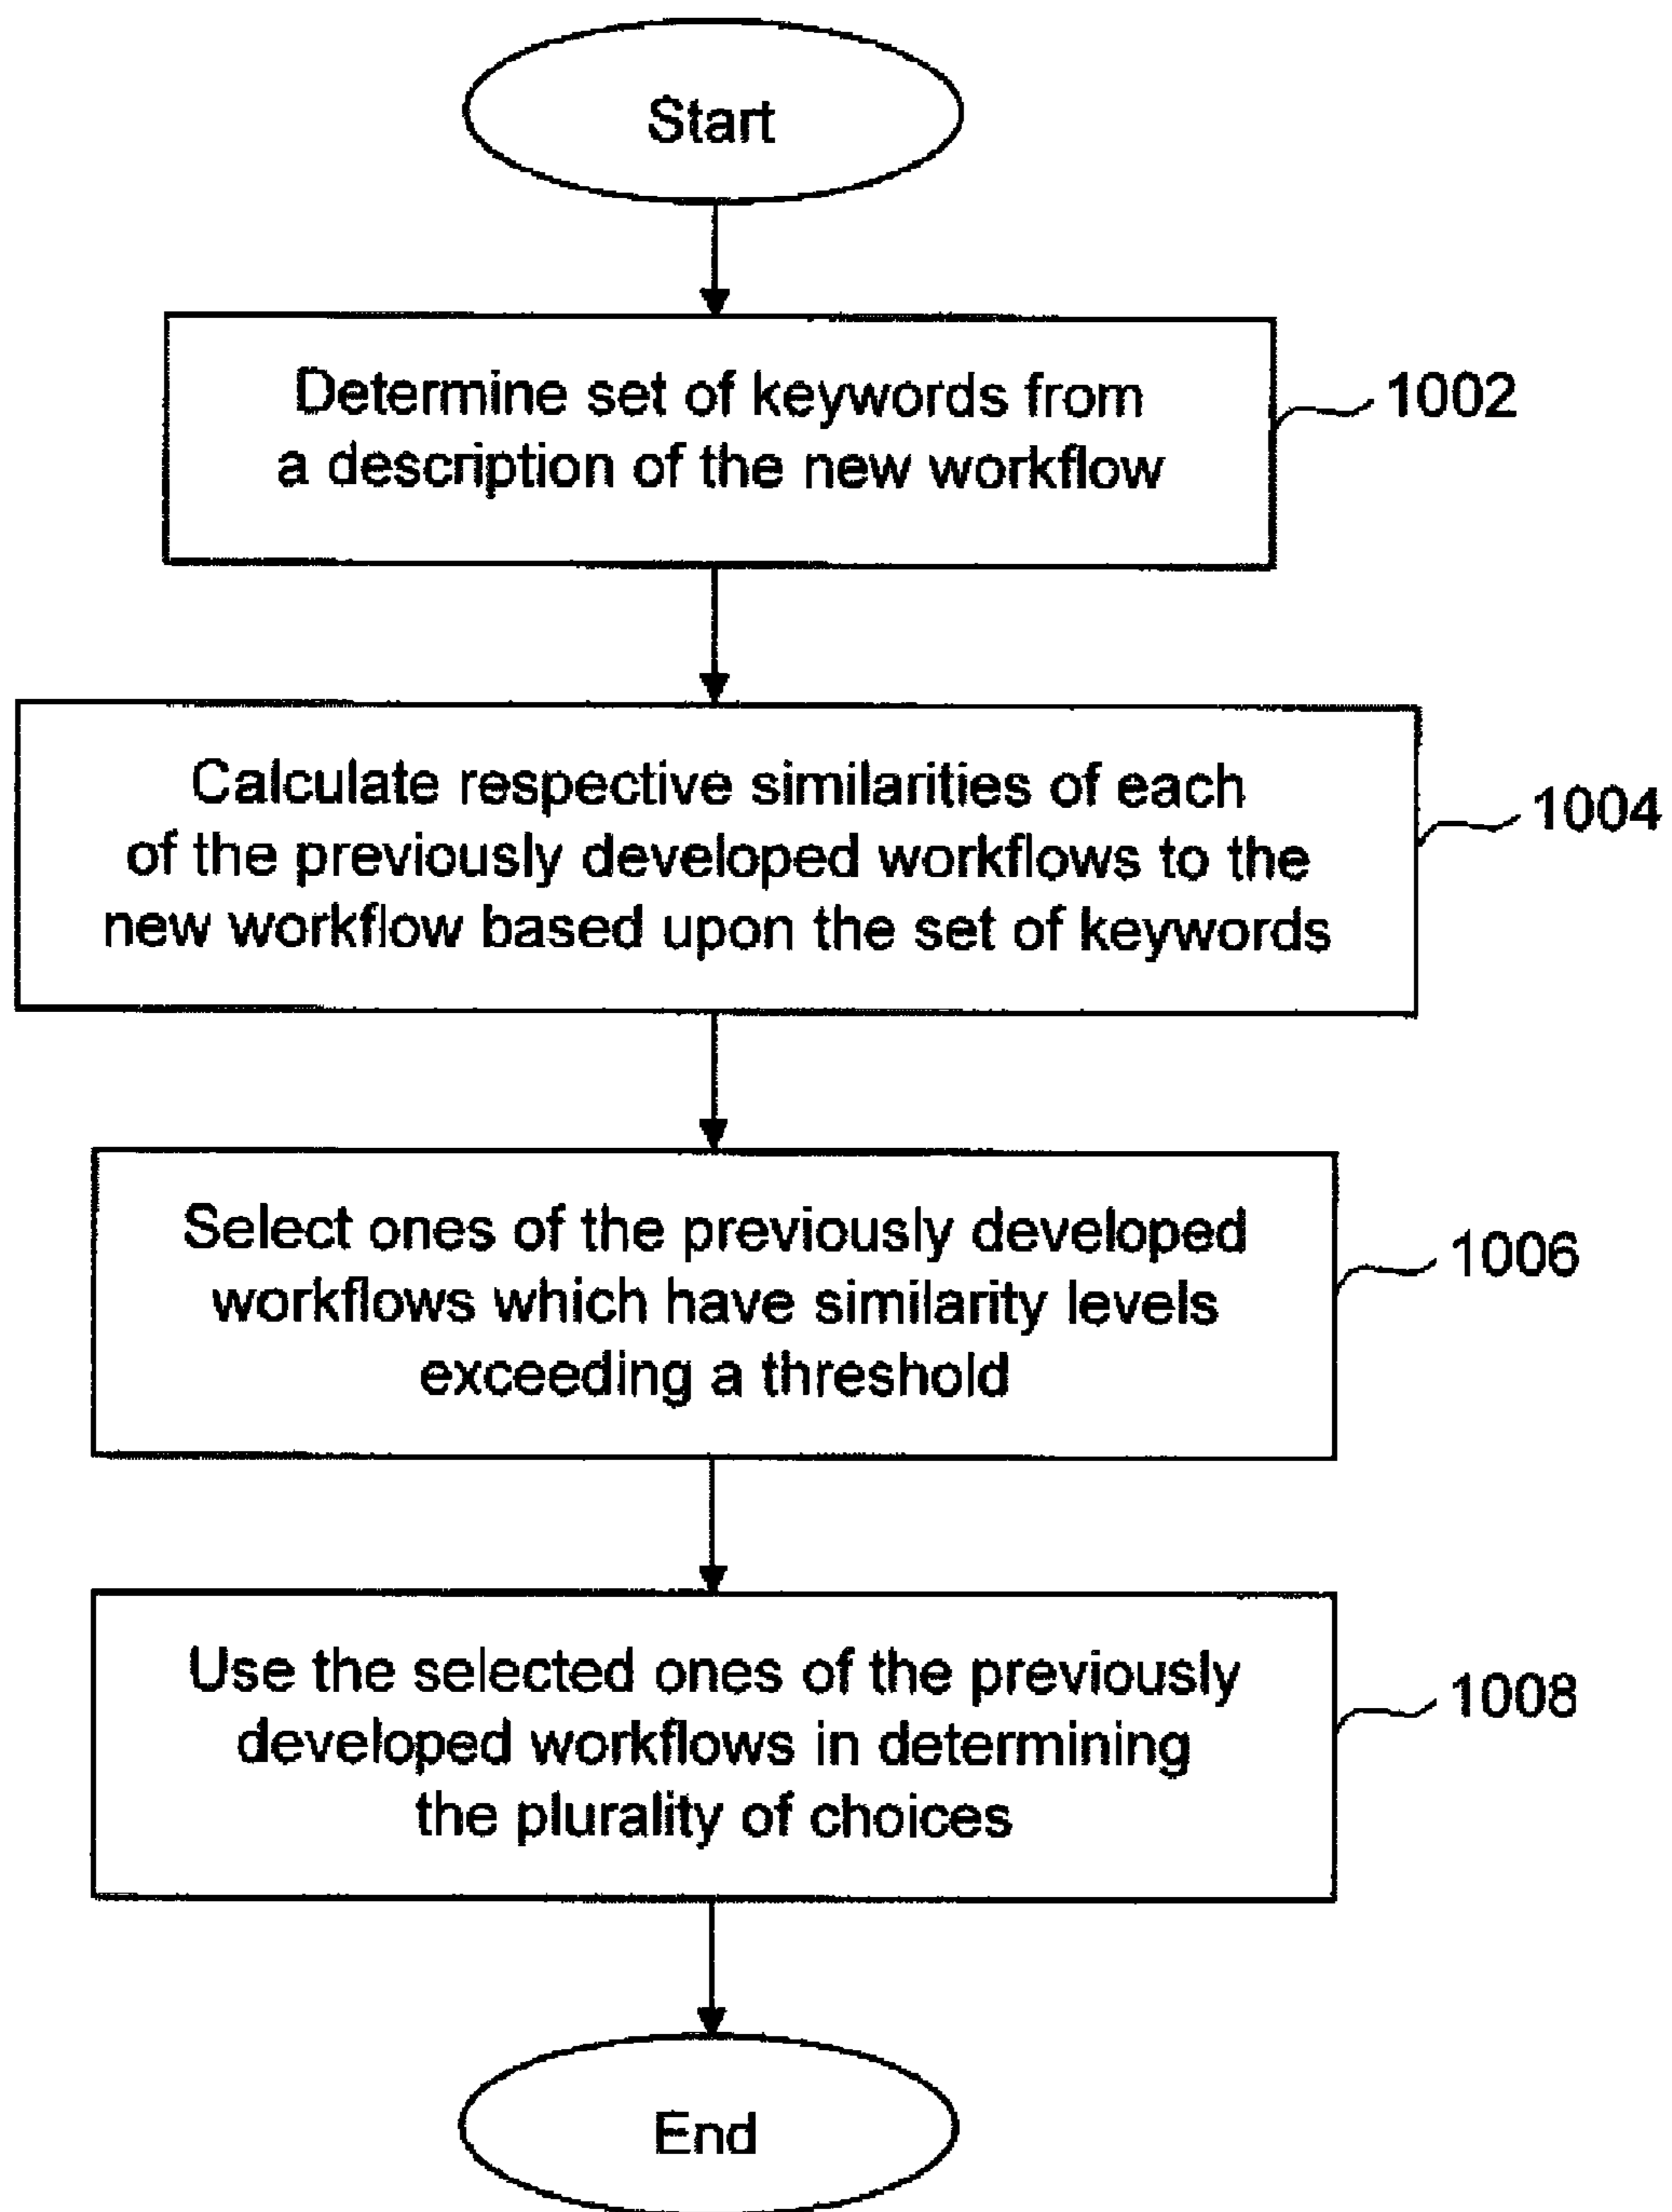 Start
Determine set of keywords from
a description of the new workflow
1002
Calculate respective similarities of each
of the previously developed workflows to the
new workflow based upon the set of keywords
1004
Select ones of the previously developed
workflows which have similarity levels
exceeding a threshold
1006
Use the selected ones of the previously
developed workflows in determining
the plurality of choices
1008
End